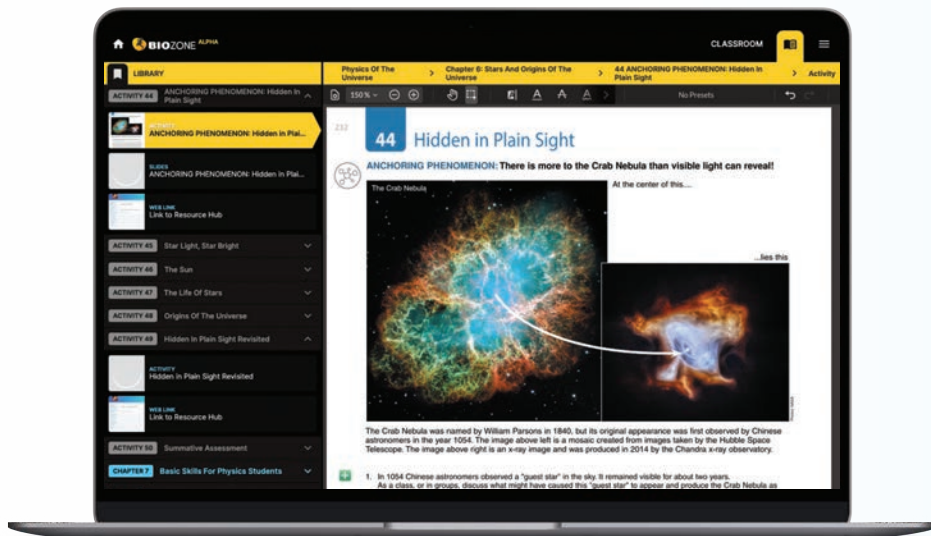 BIOZONE ALPHA
CLASSROOM
LIBRARY
ACTIVITY 44 ANCHORING PHENOMENON: Hidden In
Plain Sight
ACTIVITY
ANCHORING PHENOMENON: Hidden in Plai...
SLIDES
ANCHORING PHENOMENON: Hidden in Plai...
WEB LINK
Link to Resource Hub
ACTIVITY 45 Star Light, Star Bright
ACTIVITY 46 The Sun
ACTIVITY 47 The Life Of Stars
ACTIVITY 48 Origins Of The Universe
ACTIVITY 49 Hidden In Plain Sight Revisited
ACTIVITY
Hidden in Plain Sight Revisited
WEB LINK
Link to Resource Hub
ACTIVITY 50 Summative Assessment
CHAPTER 7 Basic Skills For Physics Students
Physics Of The
Universe
> Chapter 6: Stars And Origins Of The
Universe
> 44 ANCHORING PHENOMENON: Hidden In
Plain Sight
> Activity
150%
No Presets
232
44 Hidden in Plain Sight
ANCHORING PHENOMENON: There is more to the Crab Nebula than visible light can reveal!
The Crab Nebula
At the center of this....
...lies this
The Crab Nebula was named by William Parsons in 1840, but its original appearance was first observed by Chinese
astronomers in the year 1054. The image above left is a mosaic created from images taken by the Hubble Space
Telescope. The image above right is an x-ray image and was produced in 2014 by the Chandra x-ray observatory.
1. In 1054 Chinese astronomers observed a "guest star" in the sky. It remained visible for about two years.
As a class, or in groups, discuss what might have caused this "guest star" to appear and produce the Crab Nebula as